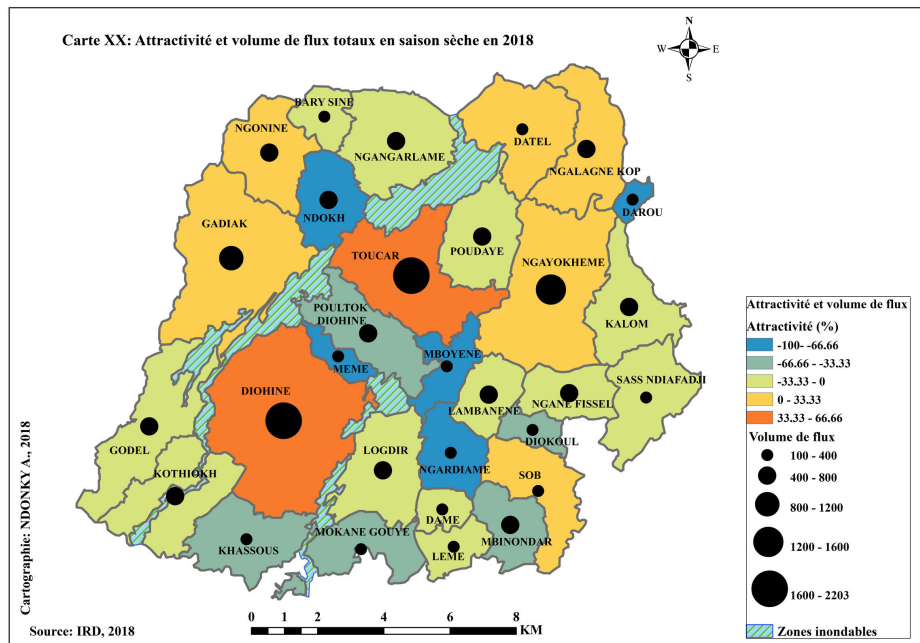 Carte XX: Attractivité et volume de flux totaux en saison sèche en 2018
N
W E
S
BARY SINE
NGONINE
NGANGARLAME
DATEL
NGALAGNE KOP
NDOKH
DAROU
GADIAK
TOUCAR
POUDAYE
NGAYOKHEME
POULTOK
DIOHINE
KALOM
MBOYENE
MEME
DIOHINE
LAMBANENE
NGANE FISSEL
SASS NDIAFADJI
DIOKOUL
GODEL
LOGDIR
NGARDIAME
KOTHIOKH
SOB
DAME
MBINONDAR
KHASSOUS
MOKANE GOUYE
LEME
Attractivité et volume de flux
Attractivité (%)
-100- -66.66
-66.66 - -33.33
-33.33 - 0
0 - 33.33
33.33 - 66.66
Volume de flux
100 - 400
400 - 800
800 - 1200
1200 - 1600
1600 - 2203
Zones inondables
Cartographie: NDONKY A., 2018
Source: IRD, 2018
0 1 2 4 6 8
KM